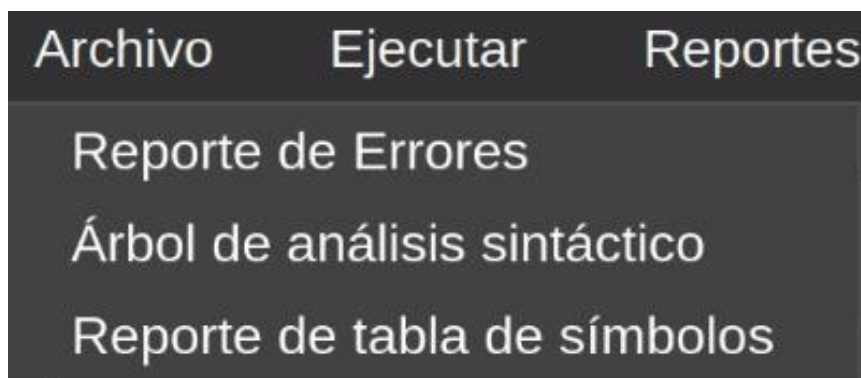 Archivo Ejecutar Reportes
Reporte de Errores
Árbol de análisis sintáctico
Reporte de tabla de símbolos